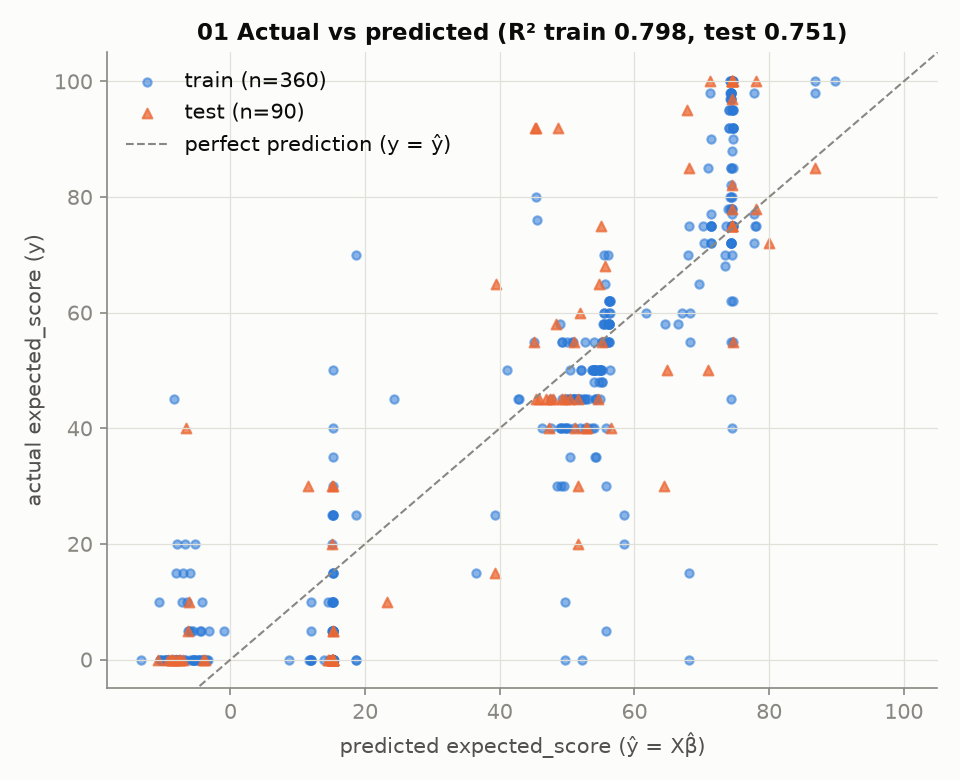 01 Actual vs predicted (R² train 0.798, test 0.751)
train (n=360)
test (n=90)
perfect prediction (y = ŷ)
actual expected_score (y)
100
80
60
40
20
0
0 20 40 60 80 100
predicted expected_score (ŷ = Xβ̂)